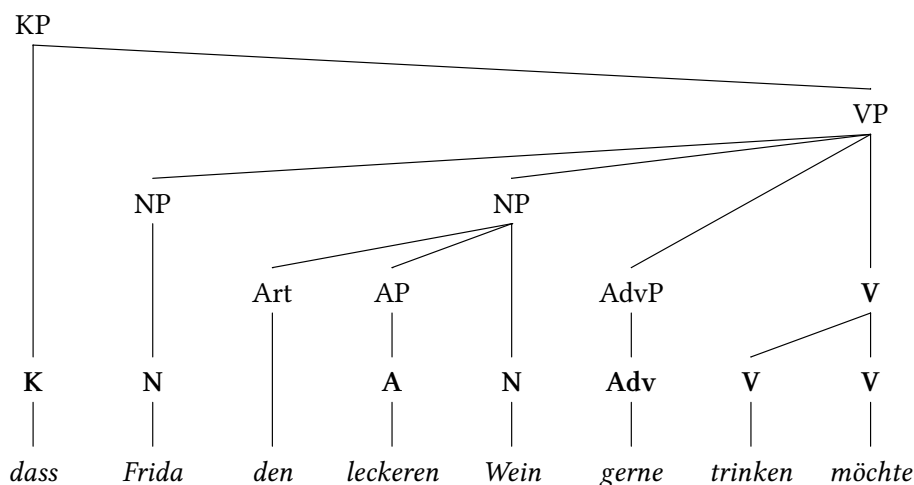 KP
VP
NP NP
Art AP AdvP V
K N A N Adv V V
dass Frida den leckeren Wein gerne trinken möchte